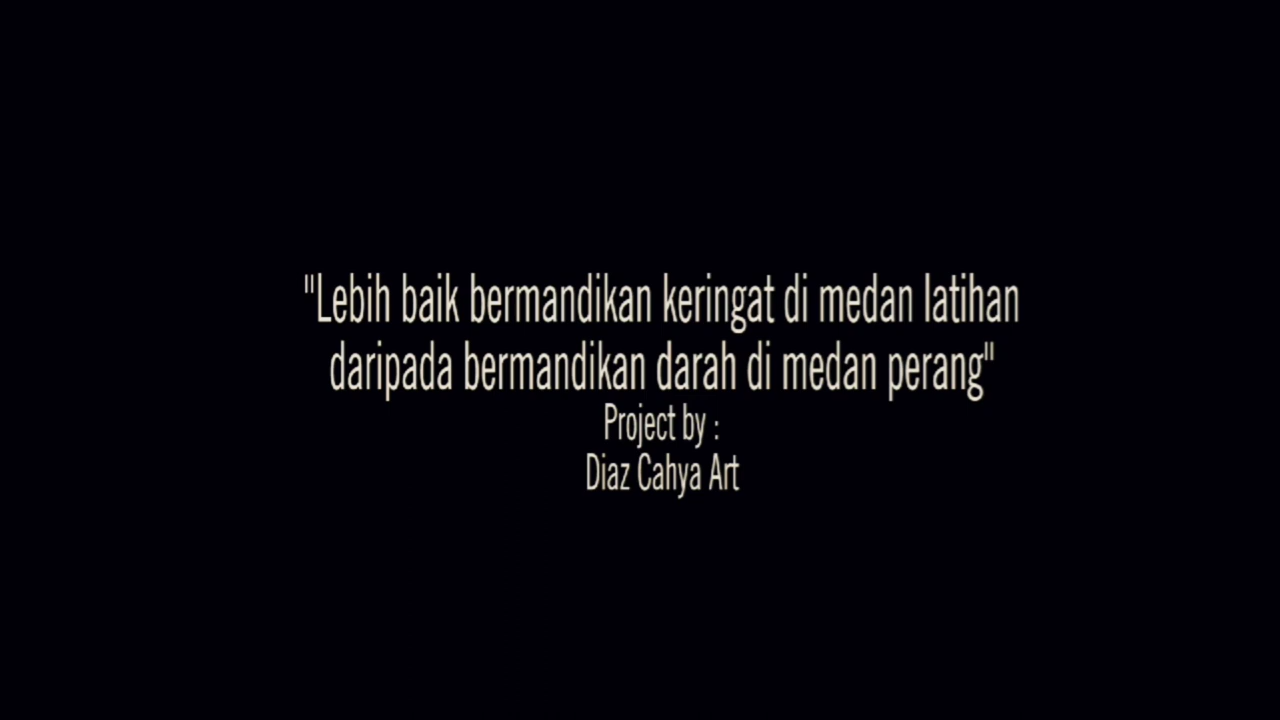 "Lebih baik bermandikan keringat di medan latihan
daripada bermandikan darah di medan perang"
Project by :
Diaz Cahya Art